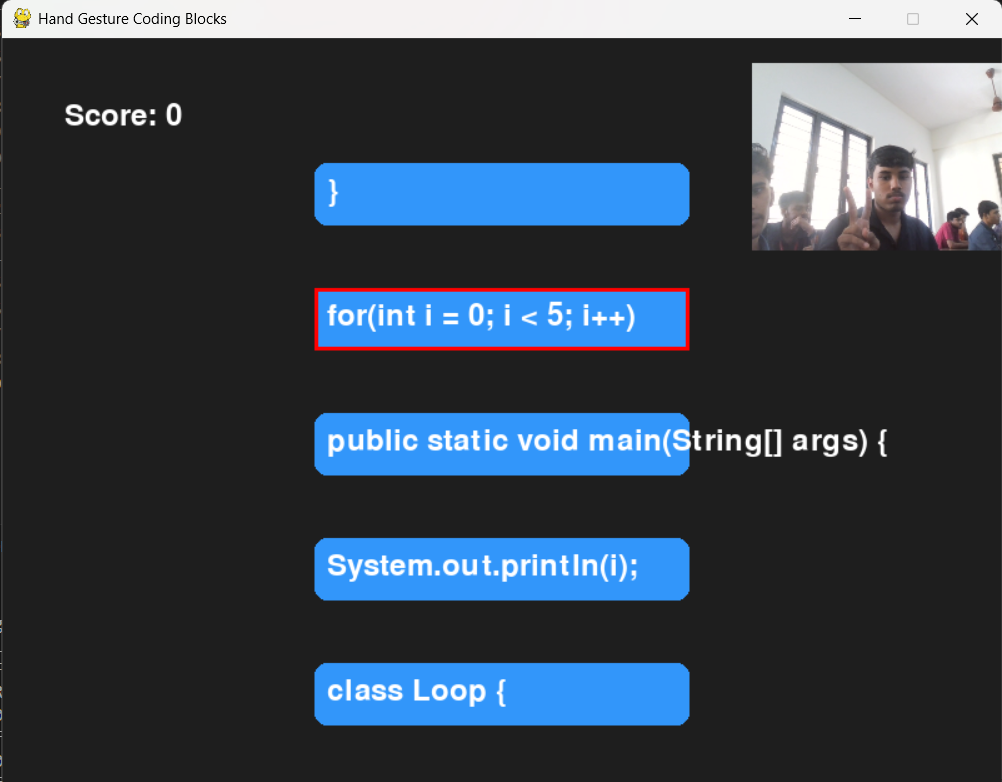 Hand Gesture Coding Blocks
Score: 0
}
for(int i = 0; i < 5; i++)
public static void main(String[] args) {
System.out.println(i);
class Loop {